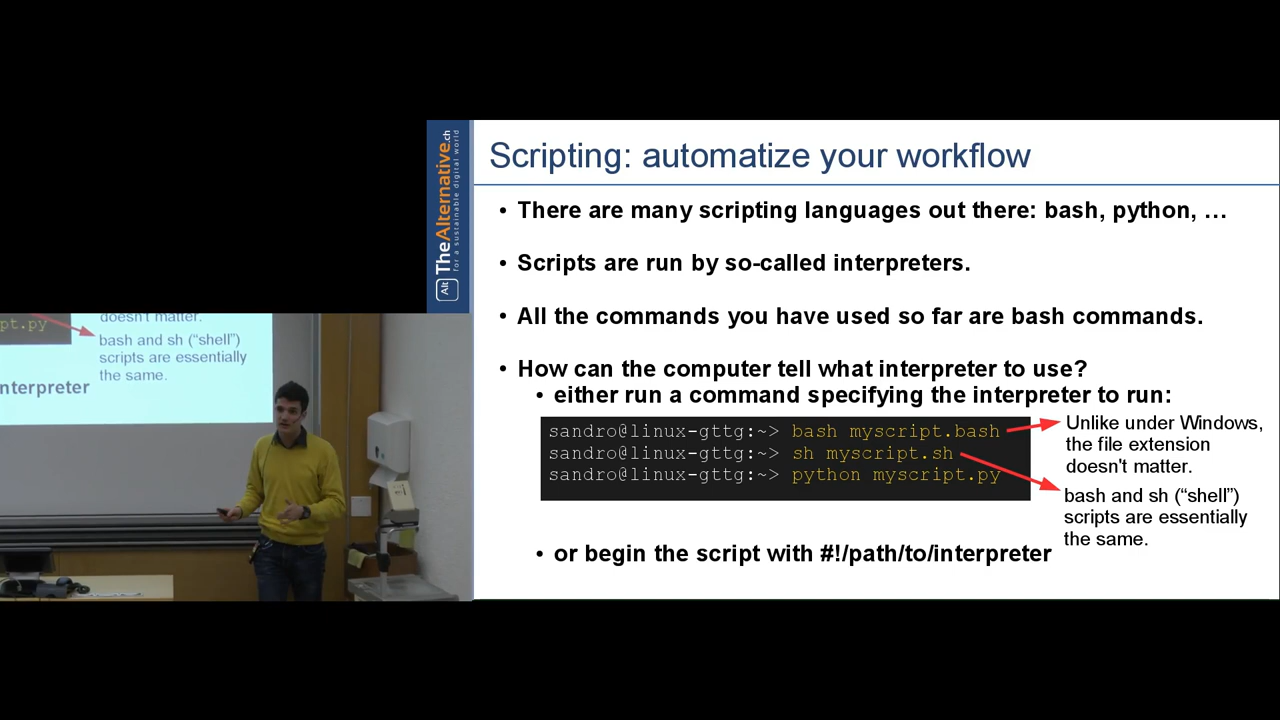 Scripting: automatize your workflow
• There are many scripting languages out there: bash, python, …
• Scripts are run by so-called interpreters.
• All the commands you have used so far are bash commands.
• How can the computer tell what interpreter to use?
• either run a command specifying the interpreter to run:
sandro@linux-gttg:~> bash myscript.bash
sandro@linux-gttg:~> sh myscript.sh
sandro@linux-gttg:~> python myscript.py
Unlike under Windows,
the file extension
doesn't matter.
bash and sh (“shell”)
scripts are essentially
the same.
• or begin the script with #!/path/to/interpreter
Alt TheAlternative.ch
for a sustainable digital world
doesn't matter.
pt.py
bash and sh (“shell”)
scripts are essentially
the same.
nterpreter